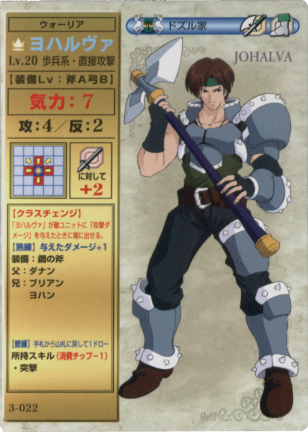 ウォーリア
ヨハルヴァ
Lv.20 歩兵系・直接攻撃
【装備Lv:斧A弓B】
気力:7
攻:4/反:2
に対して
+2
【クラスチェンジ】
「ヨハルヴァ」が敵ユニットに「攻撃ダ
メージ」を与えたときに場に出せる。
【熟練】与えたダメージ+1
装備:鋼の斧
父:ダナン
兄:ブリアン
ヨハン
【修練】手札から山札に戻して1ドロー
所持スキル(消費チップ-1)
・突撃
3-022
ドズル家
JOHALVA